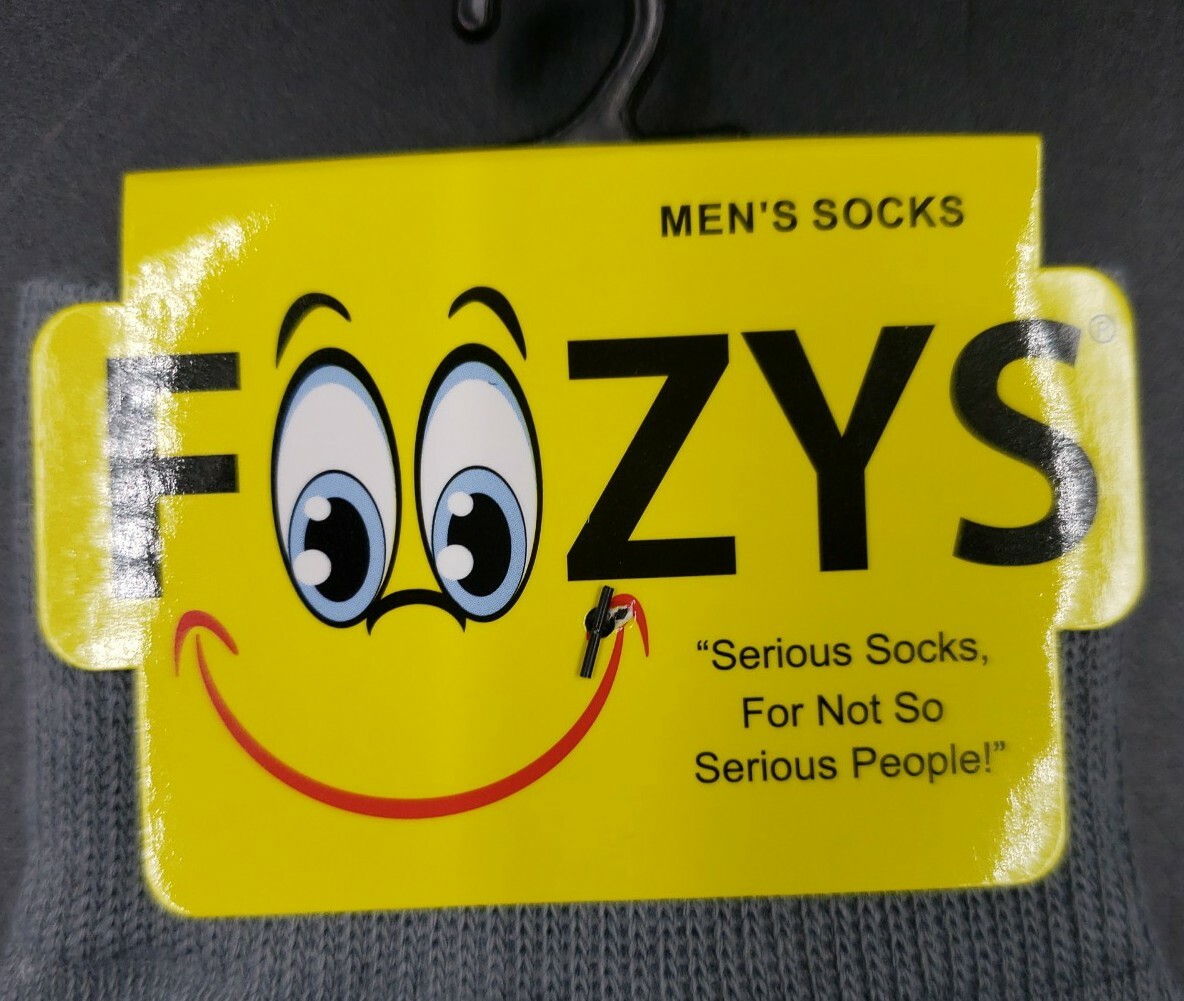 MEN'S SOCKS
FOOZYS®
“Serious Socks,
For Not So
Serious People!”